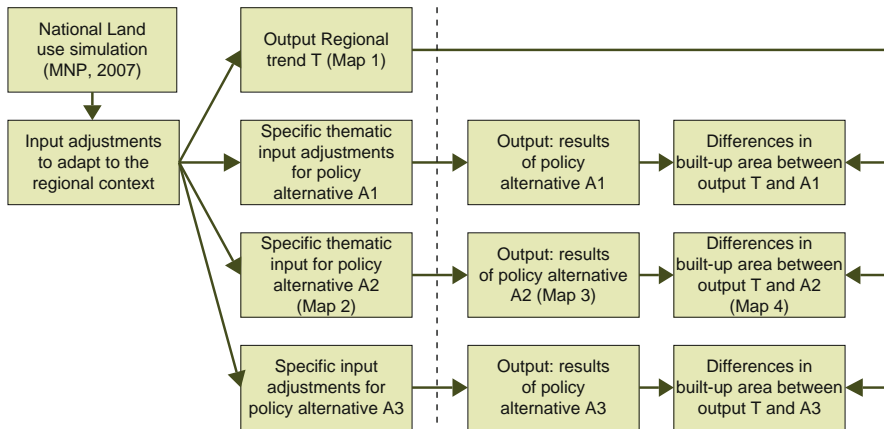 National Land
use simulation
(MNP, 2007)
Output Regional
trend T (Map 1)
Input adjustments
to adapt to the
regional context
Specific thematic
input adjustments
for policy
alternative A1
Output: results
of policy
alternative A1
Differences in
built-up area between
output T and A1
Specific thematic
input for policy
alternative A2
(Map 2)
Output: results
of policy alternative
A2 (Map 3)
Differences in
built-up area between
output T and A2
(Map 4)
Specific input
adjustments for
policy alternative A3
Output: results
of policy
alternative A3
Differences in
built-up area between
output T and A3